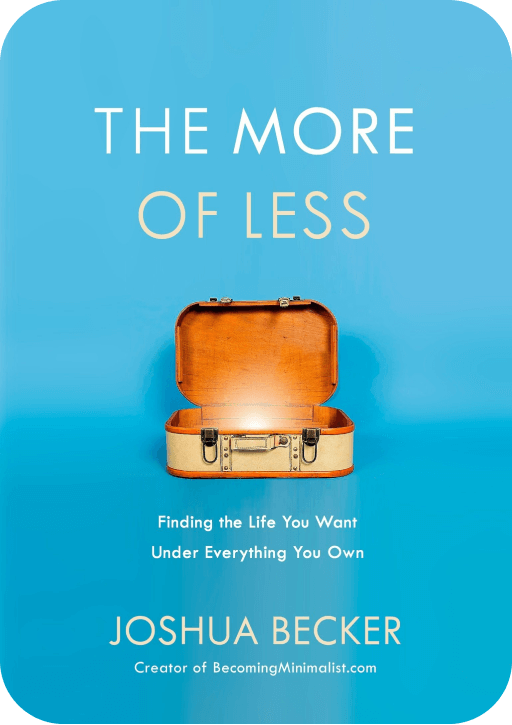 THE MORE
OF LESS
Finding the Life You Want
Under Everything You Own
JOSHUA BECKER
Creator of BecomingMinimalist.com